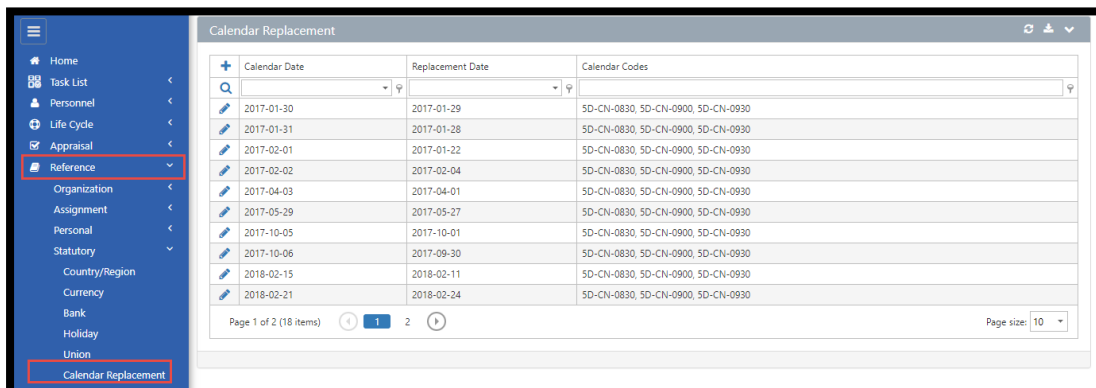 Calendar Replacement
Home
Task List
Personnel
Life Cycle
Appraisal
Reference
Organization
Assignment
Personal
Statutory
Country/Region
Currency
Bank
Holiday
Union
Calendar Replacement
Calendar Date Replacement Date Calendar Codes
2017-01-30 2017-01-29 5D-CN-0830, 5D-CN-0900, 5D-CN-0930
2017-01-31 2017-01-28 5D-CN-0830, 5D-CN-0900, 5D-CN-0930
2017-02-01 2017-01-22 5D-CN-0830, 5D-CN-0900, 5D-CN-0930
2017-02-02 2017-02-04 5D-CN-0830, 5D-CN-0900, 5D-CN-0930
2017-04-03 2017-04-01 5D-CN-0830, 5D-CN-0900, 5D-CN-0930
2017-05-29 2017-05-27 5D-CN-0830, 5D-CN-0900, 5D-CN-0930
2017-10-05 2017-10-01 5D-CN-0830, 5D-CN-0900, 5D-CN-0930
2017-10-06 2017-09-30 5D-CN-0830, 5D-CN-0900, 5D-CN-0930
2018-02-15 2018-02-11 5D-CN-0830, 5D-CN-0900, 5D-CN-0930
2018-02-21 2018-02-24 5D-CN-0830, 5D-CN-0900, 5D-CN-0930
Page 1 of 2 (18 items) 1 2 Page size: 10